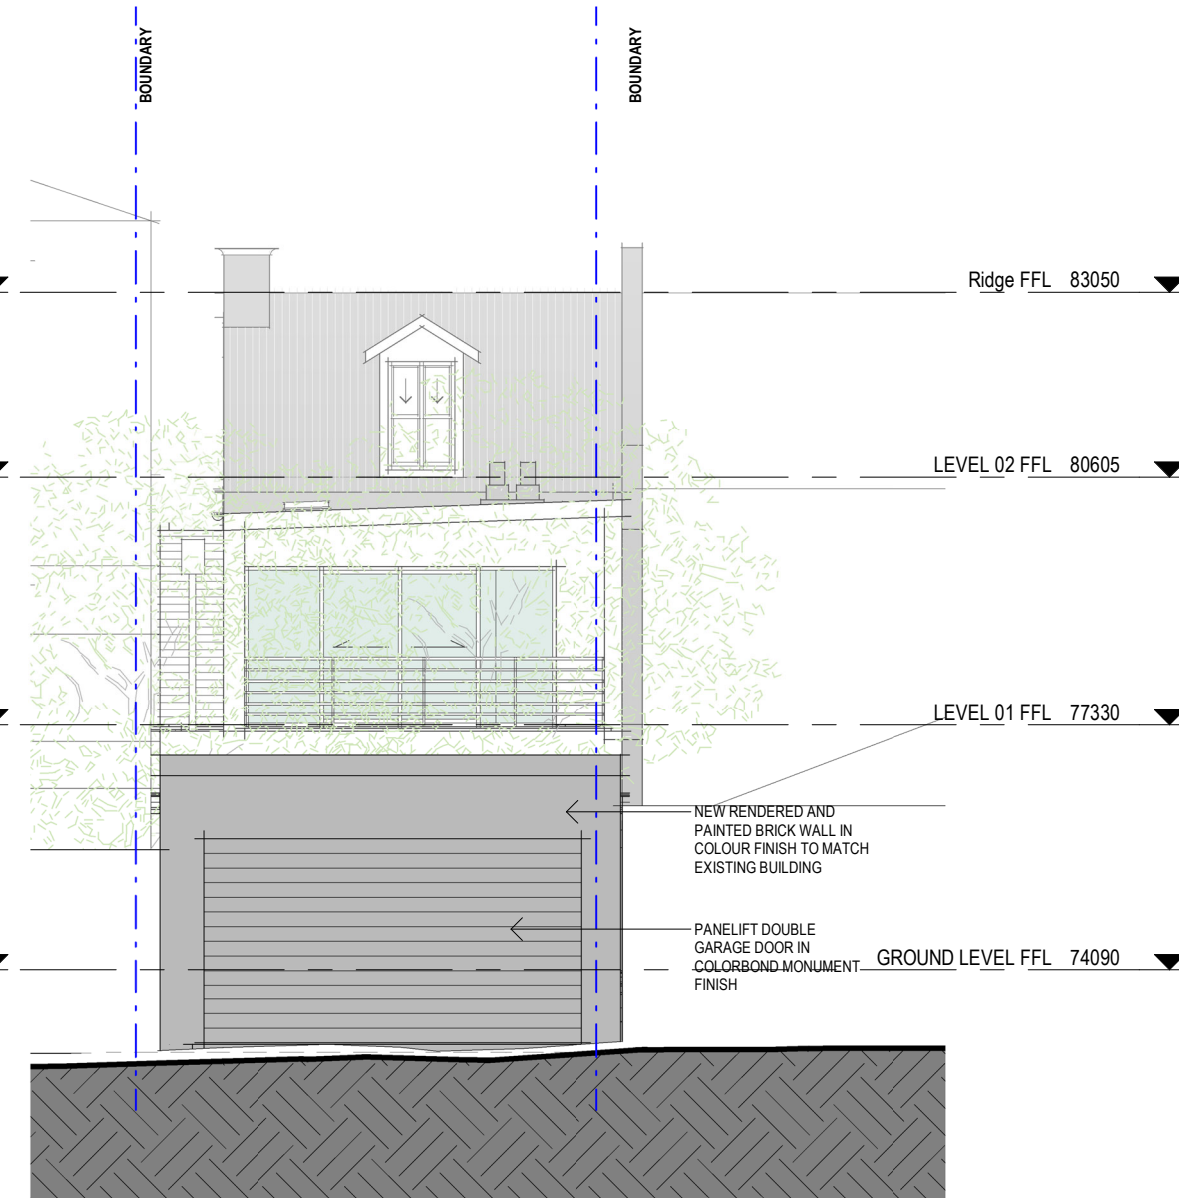 BOUNDARY
BOUNDARY
Ridge FFL 83050
LEVEL 02 FFL 80605
LEVEL 01 FFL 77330
NEW RENDERED AND
PAINTED BRICK WALL IN
COLOUR FINISH TO MATCH
EXISTING BUILDING
PANELIFT DOUBLE
GARAGE DOOR IN
COLORBOND MONUMENT
FINISH
GROUND LEVEL FFL 74090